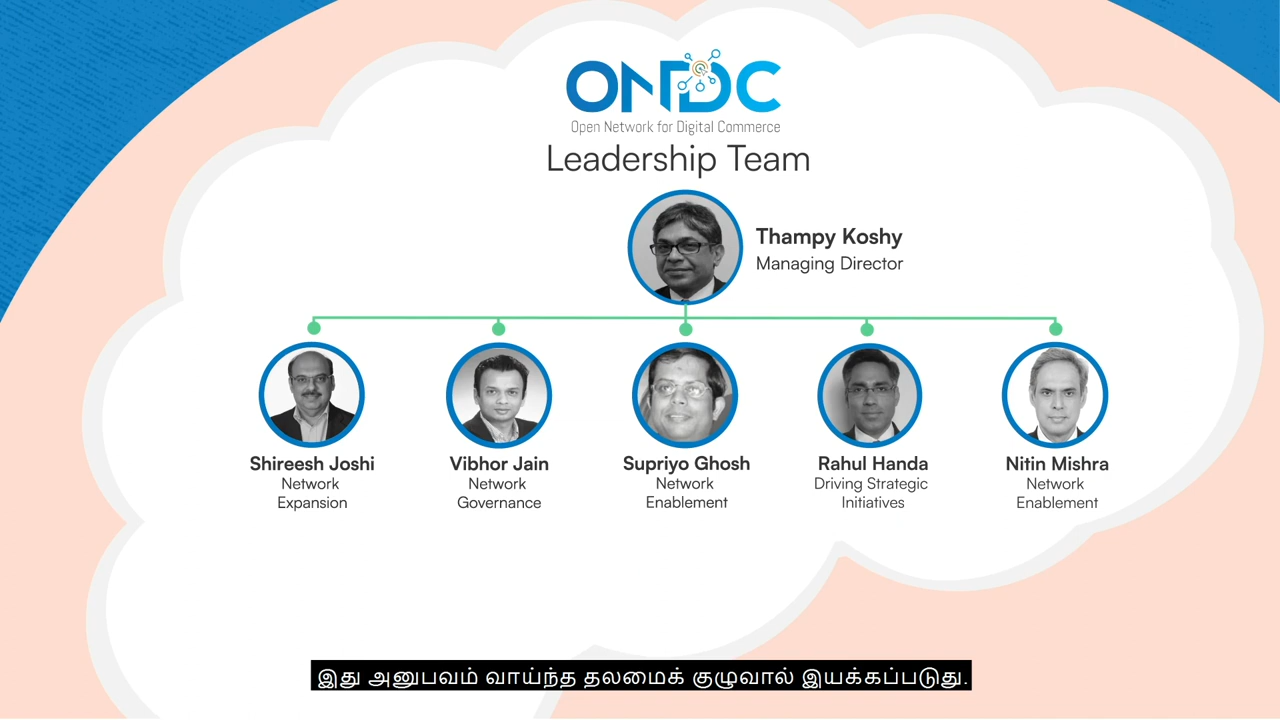 ONDC
Open Network for Digital Commerce
Leadership Team
Thampy Koshy
Managing Director
Shireesh Joshi
Network
Expansion
Vibhor Jain
Network
Governance
Supriyo Ghosh
Network
Enablement
Rahul Handa
Driving Strategic
Initiatives
Nitin Mishra
Network
Enablement
இது அனுபவம் வாய்ந்த தலமைக் குழுவால் இயக்கப்படுது.